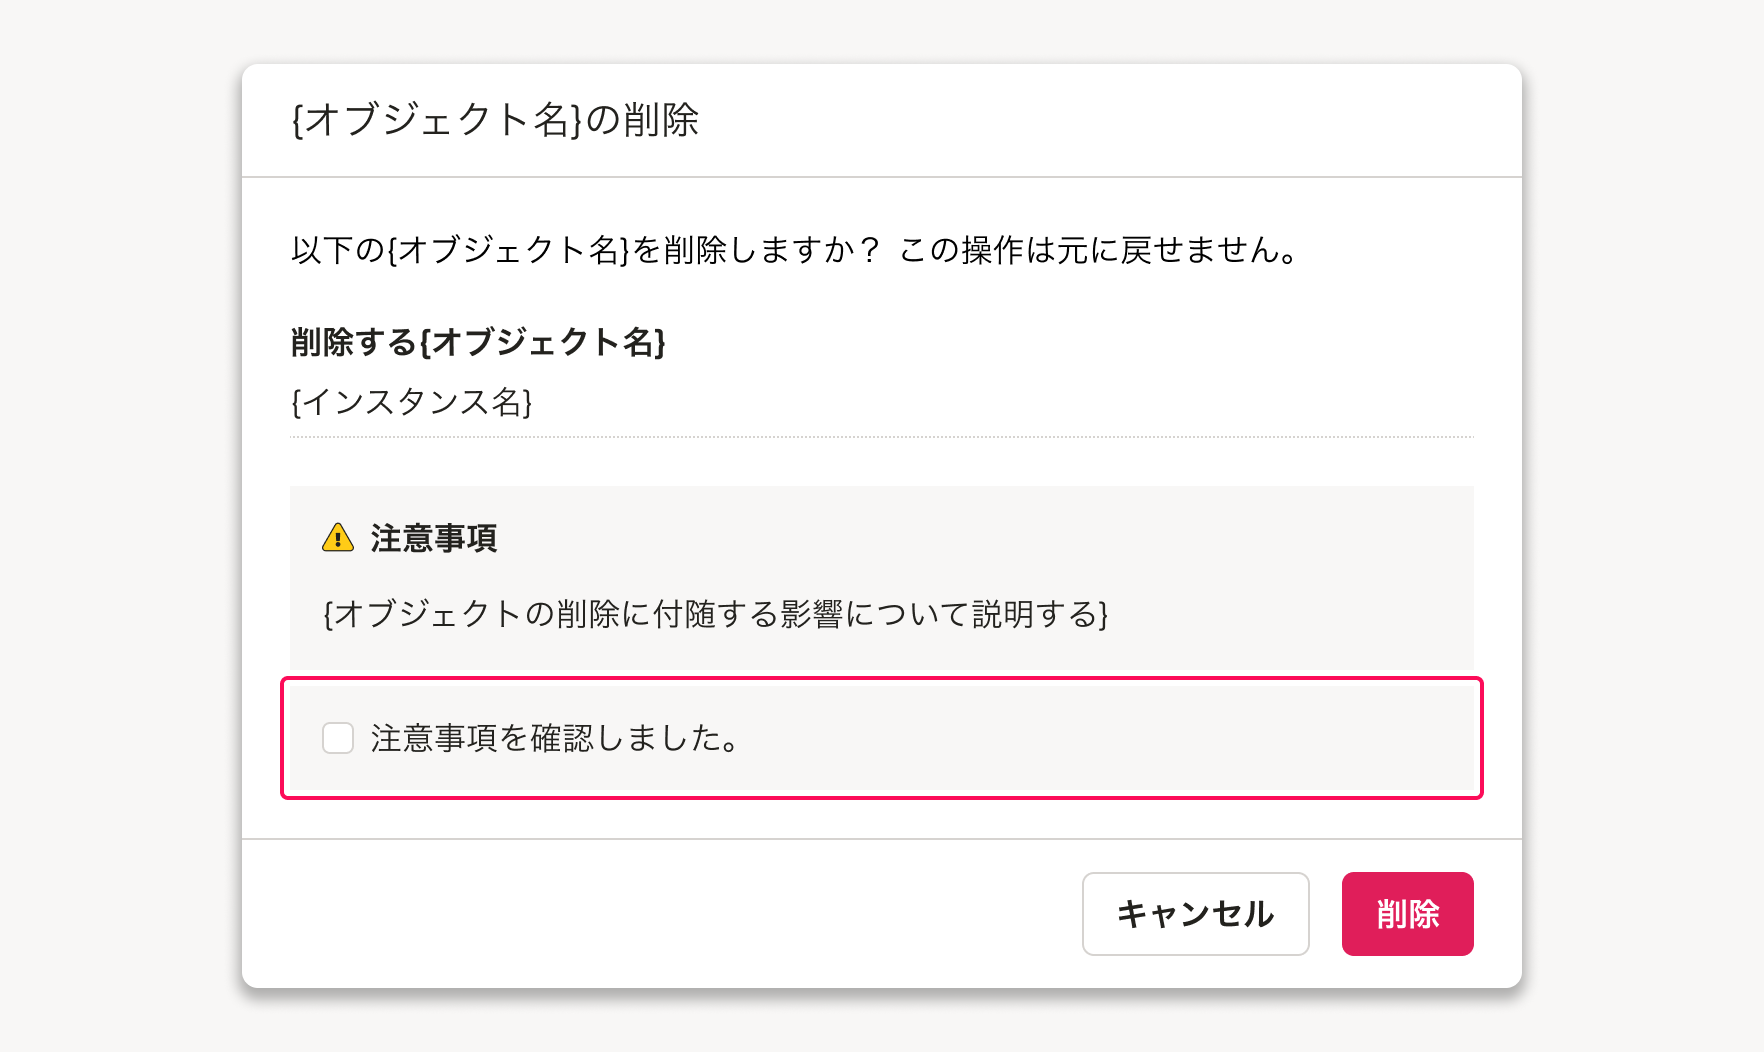 {オブジェクト名}の削除
以下の{オブジェクト名}を削除しますか？ この操作は元に戻せません。
削除する{オブジェクト名}
{インスタンス名}
注意事項
{オブジェクトの削除に付随する影響について説明する}
注意事項を確認しました。
キャンセル
削除